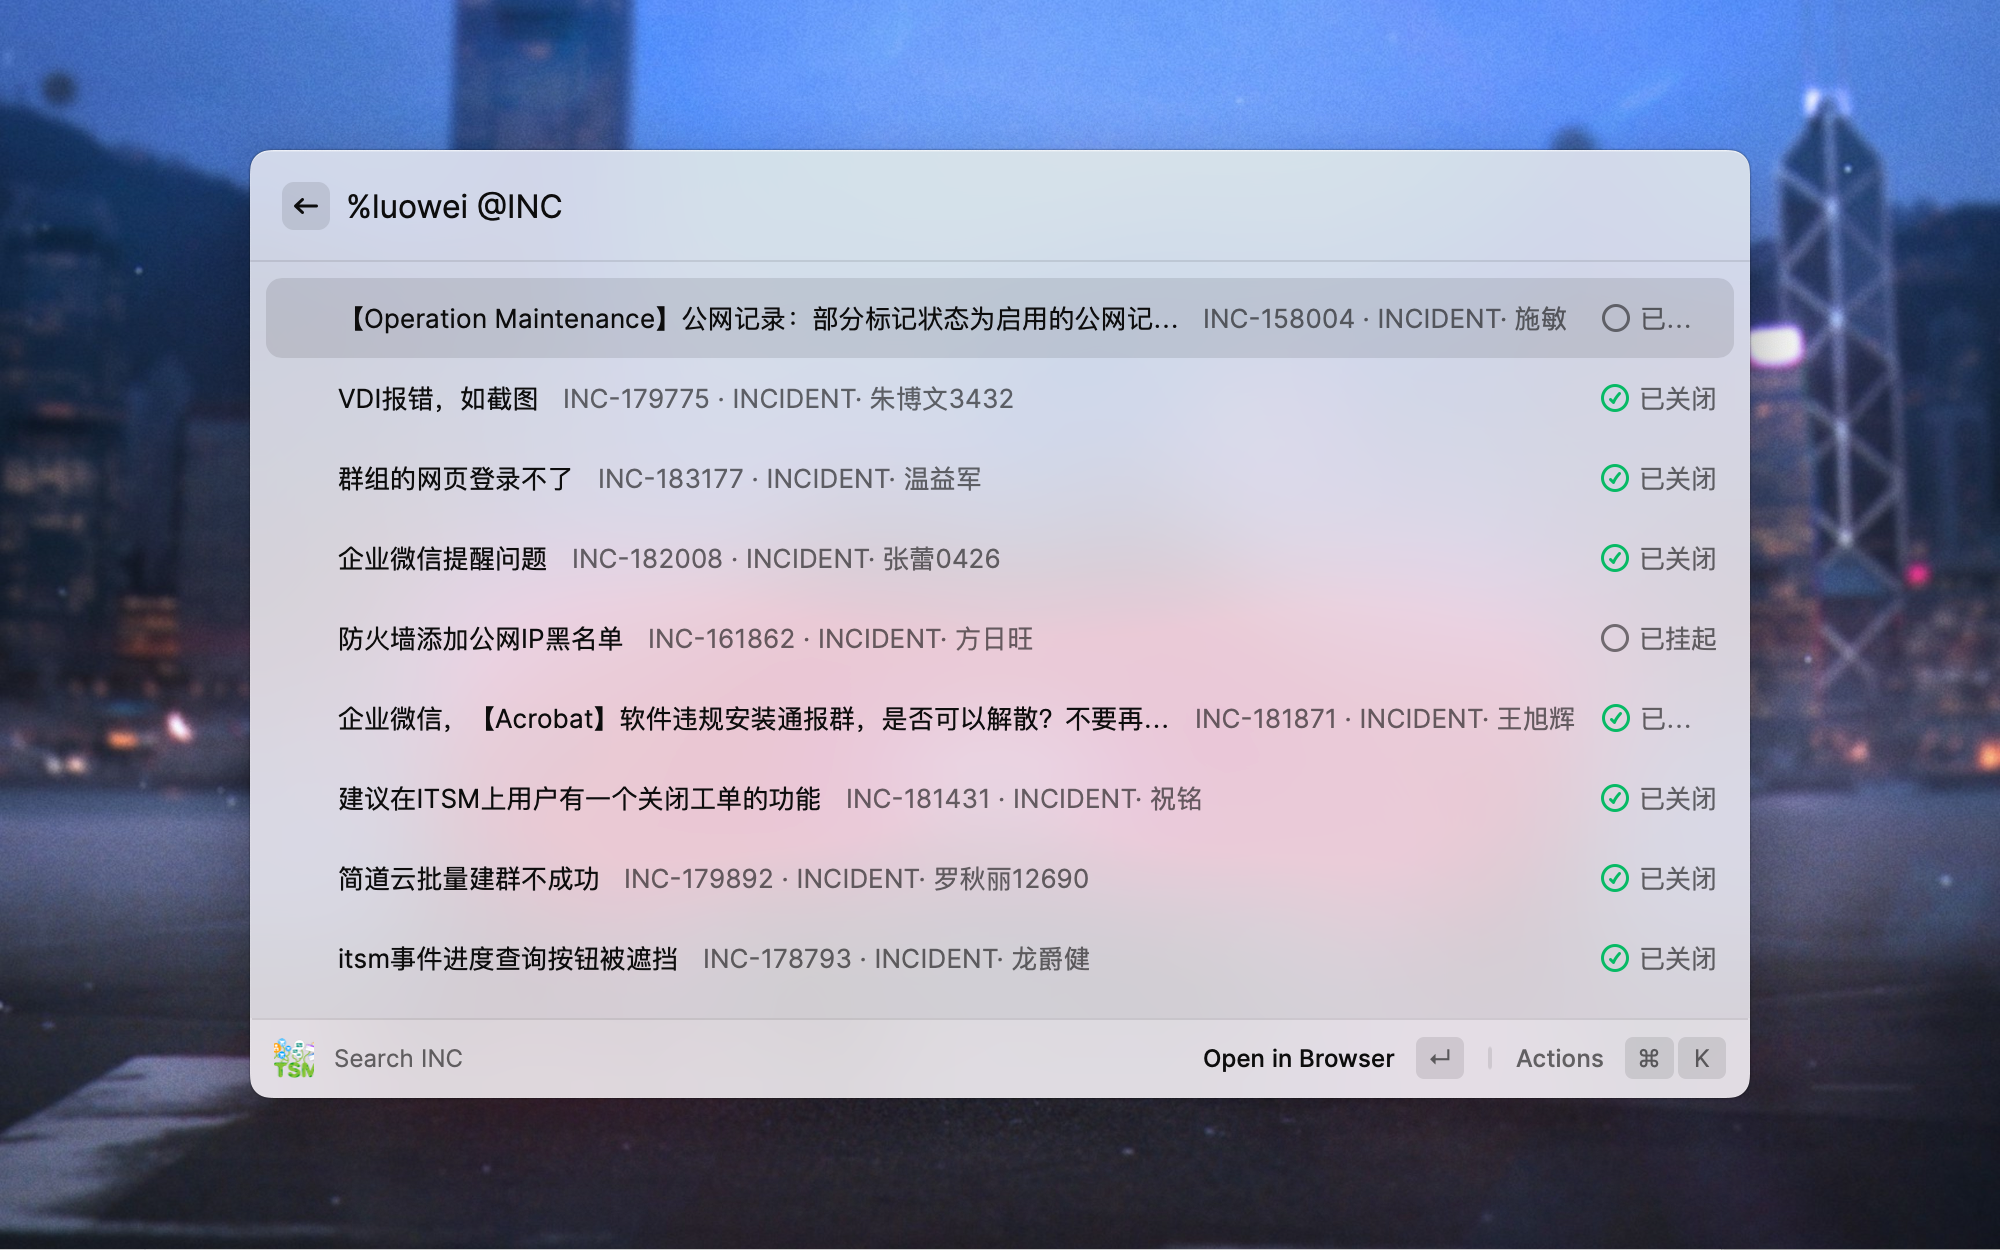 %luowei @INC
【Operation Maintenance】公网记录：部分标记状态为启用的公网记... INC-158004 · INCIDENT· 施敏 已...
VDI报错，如截图 INC-179775 · INCIDENT· 朱博文3432 已关闭
群组的网页登录不了 INC-183177 · INCIDENT· 温益军 已关闭
企业微信提醒问题 INC-182008 · INCIDENT· 张蕾0426 已关闭
防火墙添加公网IP黑名单 INC-161862 · INCIDENT· 方日旺 已挂起
企业微信，【Acrobat】软件违规安装通报群，是否可以解散？不要再... INC-181871 · INCIDENT· 王旭辉 已...
建议在ITSM上用户有一个关闭工单的功能 INC-181431 · INCIDENT· 祝铭 已关闭
简道云批量建群不成功 INC-179892 · INCIDENT· 罗秋丽12690 已关闭
itsm事件进度查询按钮被遮挡 INC-178793 · INCIDENT· 龙爵健 已关闭
TSM Search INC Open in Browser ↵ Actions ⌘ K